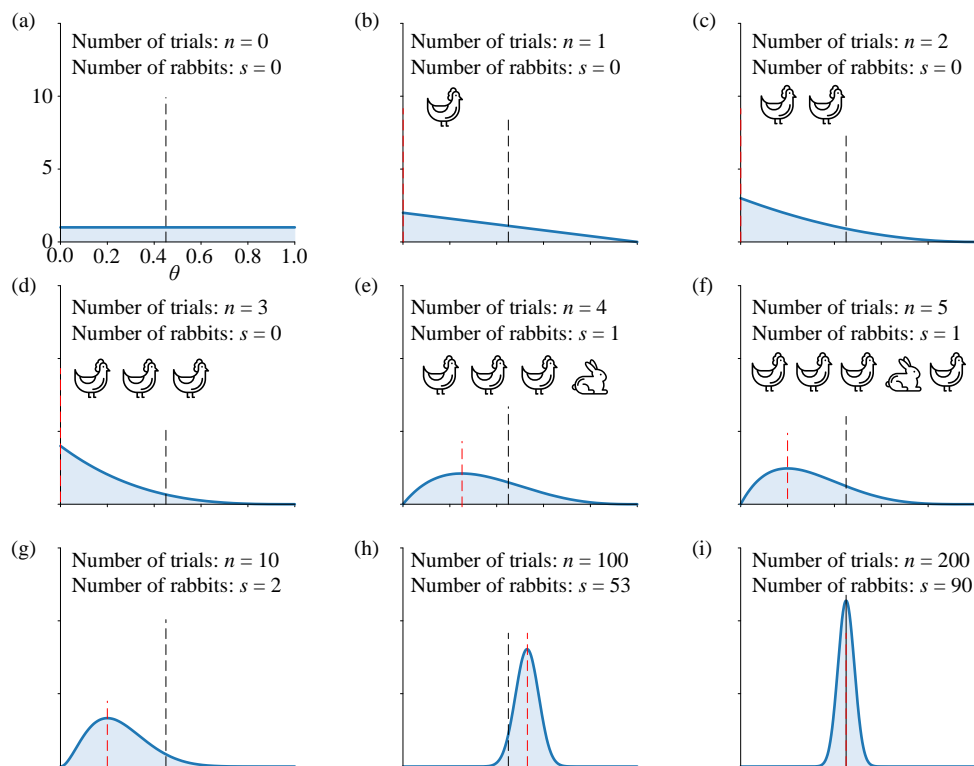 (a)
Number of trials: n = 0
Number of rabbits: s = 0
10
5
0
0.0 0.2 0.4 0.6 0.8 1.0
θ
(b)
Number of trials: n = 1
Number of rabbits: s = 0
(c)
Number of trials: n = 2
Number of rabbits: s = 0
(d)
Number of trials: n = 3
Number of rabbits: s = 0
(e)
Number of trials: n = 4
Number of rabbits: s = 1
(f)
Number of trials: n = 5
Number of rabbits: s = 1
(g)
Number of trials: n = 10
Number of rabbits: s = 2
(h)
Number of trials: n = 100
Number of rabbits: s = 53
(i)
Number of trials: n = 200
Number of rabbits: s = 90